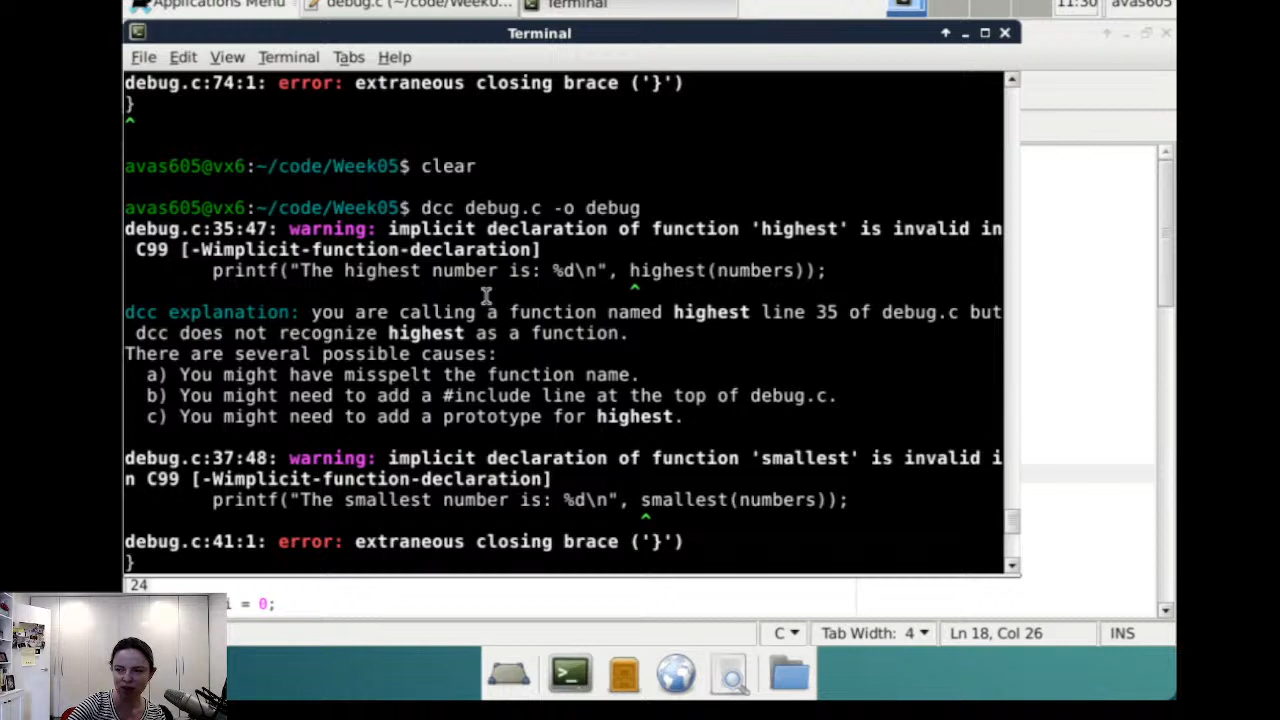 Applications Menu debug.c (~/code/Week0... Terminal 11:30 avas605
Terminal
File Edit View Terminal Tabs Help
debug.c:74:1: error: extraneous closing brace ('}')
}
^
avas605@vx6:~/code/Week05$ clear
avas605@vx6:~/code/Week05$ dcc debug.c -o debug
debug.c:35:47: warning: implicit declaration of function 'highest' is invalid in
 C99 [-Wimplicit-function-declaration]
        printf("The highest number is: %d\n", highest(numbers));
^
dcc explanation: you are calling a function named highest line 35 of debug.c but
 dcc does not recognize highest as a function.
There are several possible causes:
  a) You might have misspelt the function name.
  b) You might need to add a #include line at the top of debug.c.
  c) You might need to add a prototype for highest.
debug.c:37:48: warning: implicit declaration of function 'smallest' is invalid i
n C99 [-Wimplicit-function-declaration]
        printf("The smallest number is: %d\n", smallest(numbers));
^
debug.c:41:1: error: extraneous closing brace ('}')
}
24
i = 0;
C Tab Width: 4 Ln 18, Col 26 INS